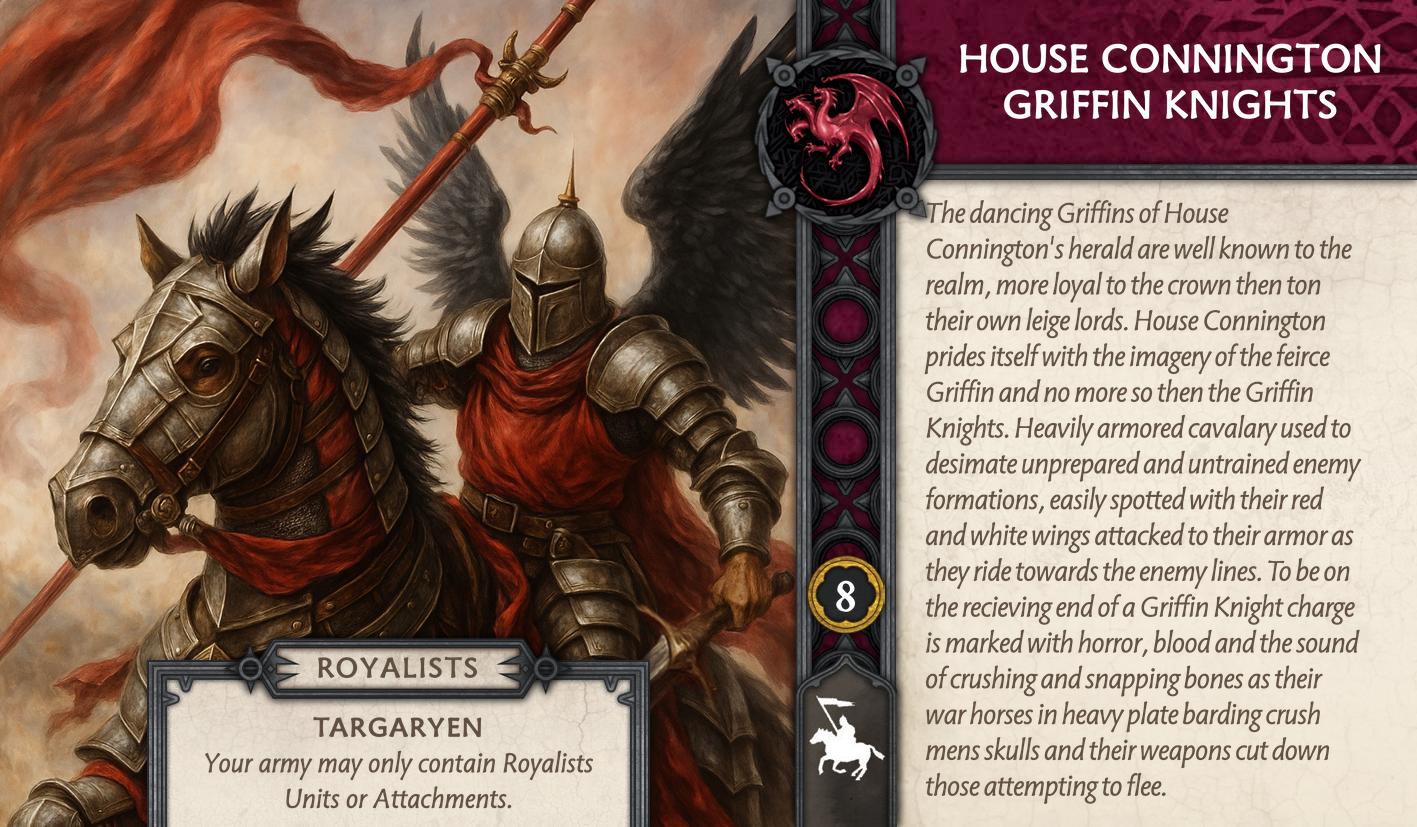 HOUSE CONNINGTON
GRIFFIN KNIGHTS
The dancing Griffins of House
Connington's herald are well known to the
realm, more loyal to the crown then ton
their own leige lords. House Connington
prides itself with the imagery of the feirce
Griffin and no more so then the Griffin
Knights. Heavily armored cavalary used to
desimate unprepared and untrained enemy
formations, easily spotted with their red
and white wings attacked to their armor as
they ride towards the enemy lines. To be on
the recieving end of a Griffin Knight charge
is marked with horror, blood and the sound
of crushing and snapping bones as their
war horses in heavy plate barding crush
mens skulls and their weapons cut down
those attempting to flee.
8
ROYALISTS
TARGARYEN
Your army may only contain Royalists
Units or Attachments.